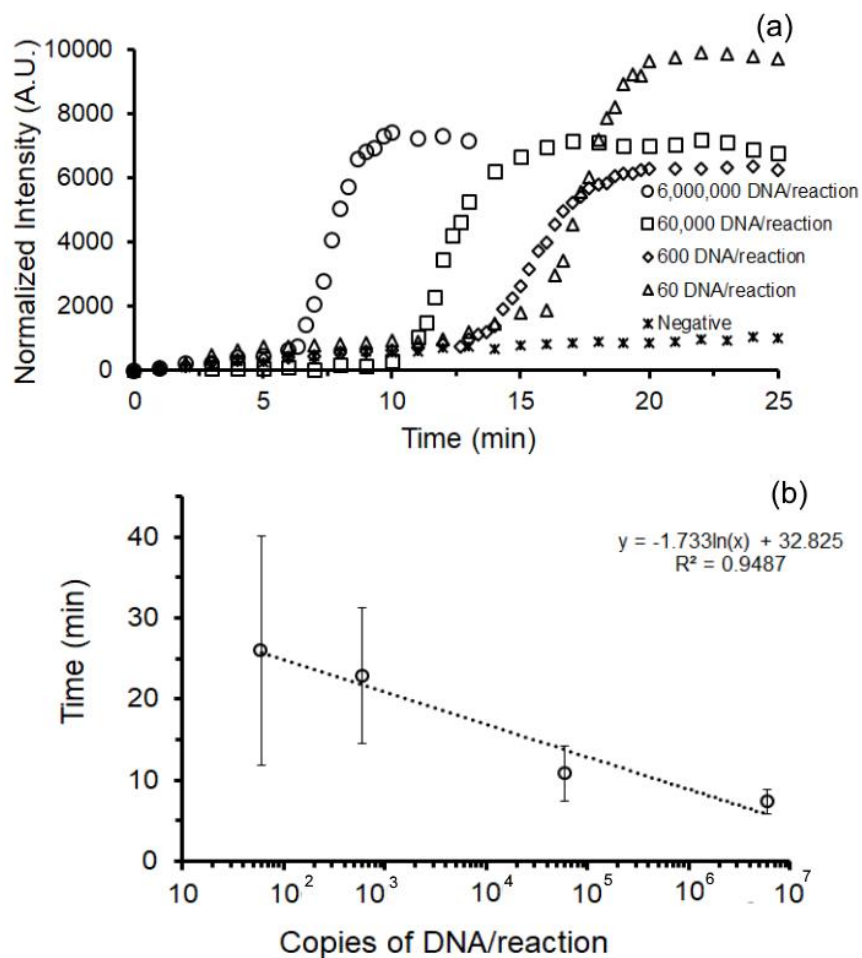 (a)
Normalized Intensity (A.U.)
10000
8000
6000
4000
2000
0
6,000,000 DNA/reaction
60,000 DNA/reaction
600 DNA/reaction
60 DNA/reaction
Negative
0 5 10 15 20 25
Time (min)
(b)
y = -1.733ln(x) + 32.825
R² = 0.9487
Time (min)
40
30
20
10
0
10 10² 10³ 10⁴ 10⁵ 10⁶ 10⁷
Copies of DNA/reaction